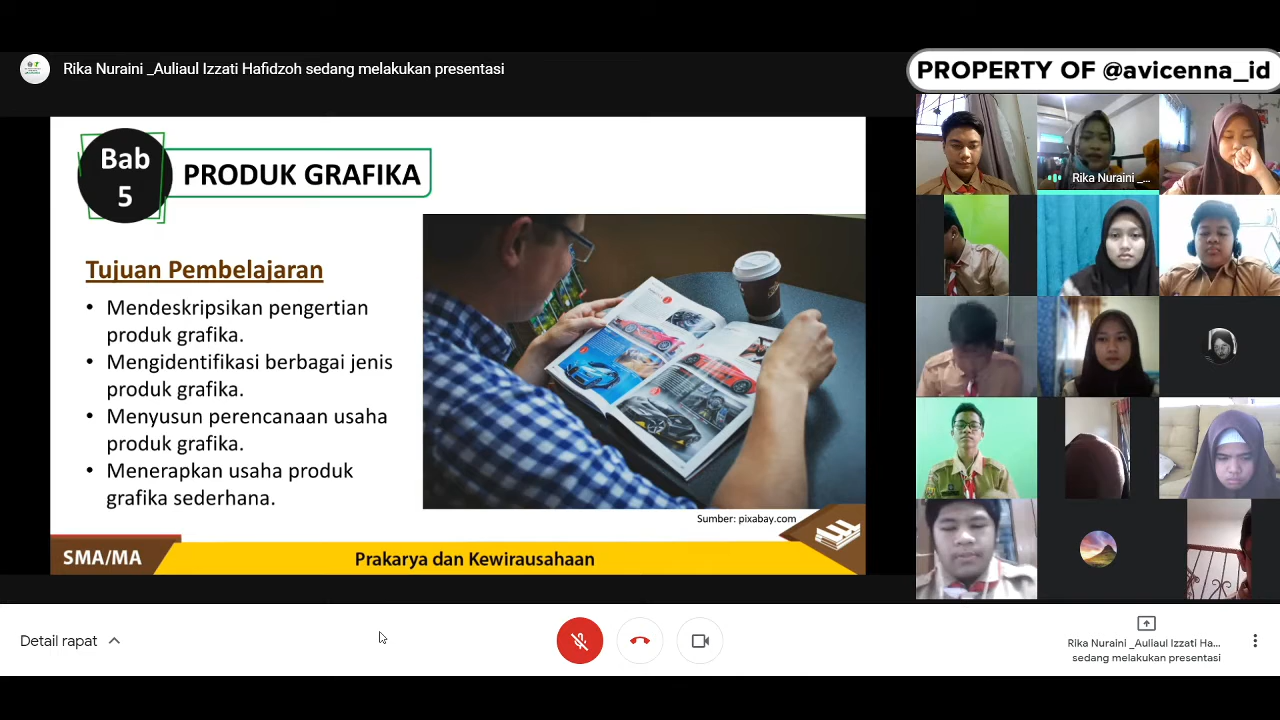 Rika Nuraini _Auliaul Izzati Hafidzoh sedang melakukan presentasi
PROPERTY OF @avicenna_id
Bab
5
PRODUK GRAFIKA
Tujuan Pembelajaran
• Mendeskripsikan pengertian
produk grafika.
• Mengidentifikasi berbagai jenis
produk grafika.
• Menyusun perencanaan usaha
produk grafika.
• Menerapkan usaha produk
grafika sederhana.
Sumber: pixabay.com
SMA/MA
Prakarya dan Kewirausahaan
Rika Nuraini _...
Detail rapat
Rika Nuraini _Auliaul Izzati Ha...
sedang melakukan presentasi